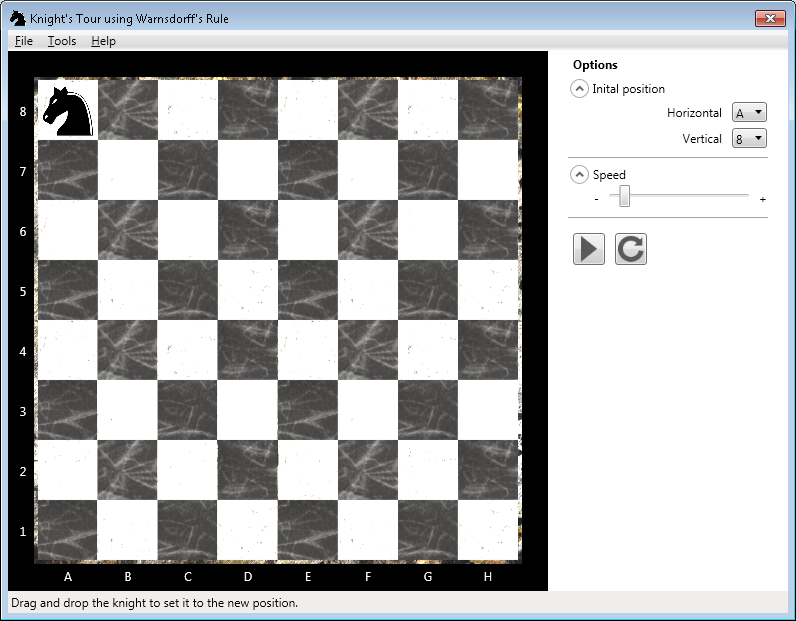 Knight's Tour using Warnsdorff's Rule
File Tools Help
Options
Inital position
Horizontal A
Vertical 8
Speed
- +
8
7
6
5
4
3
2
1
A B C D E F G H
Drag and drop the knight to set it to the new position.